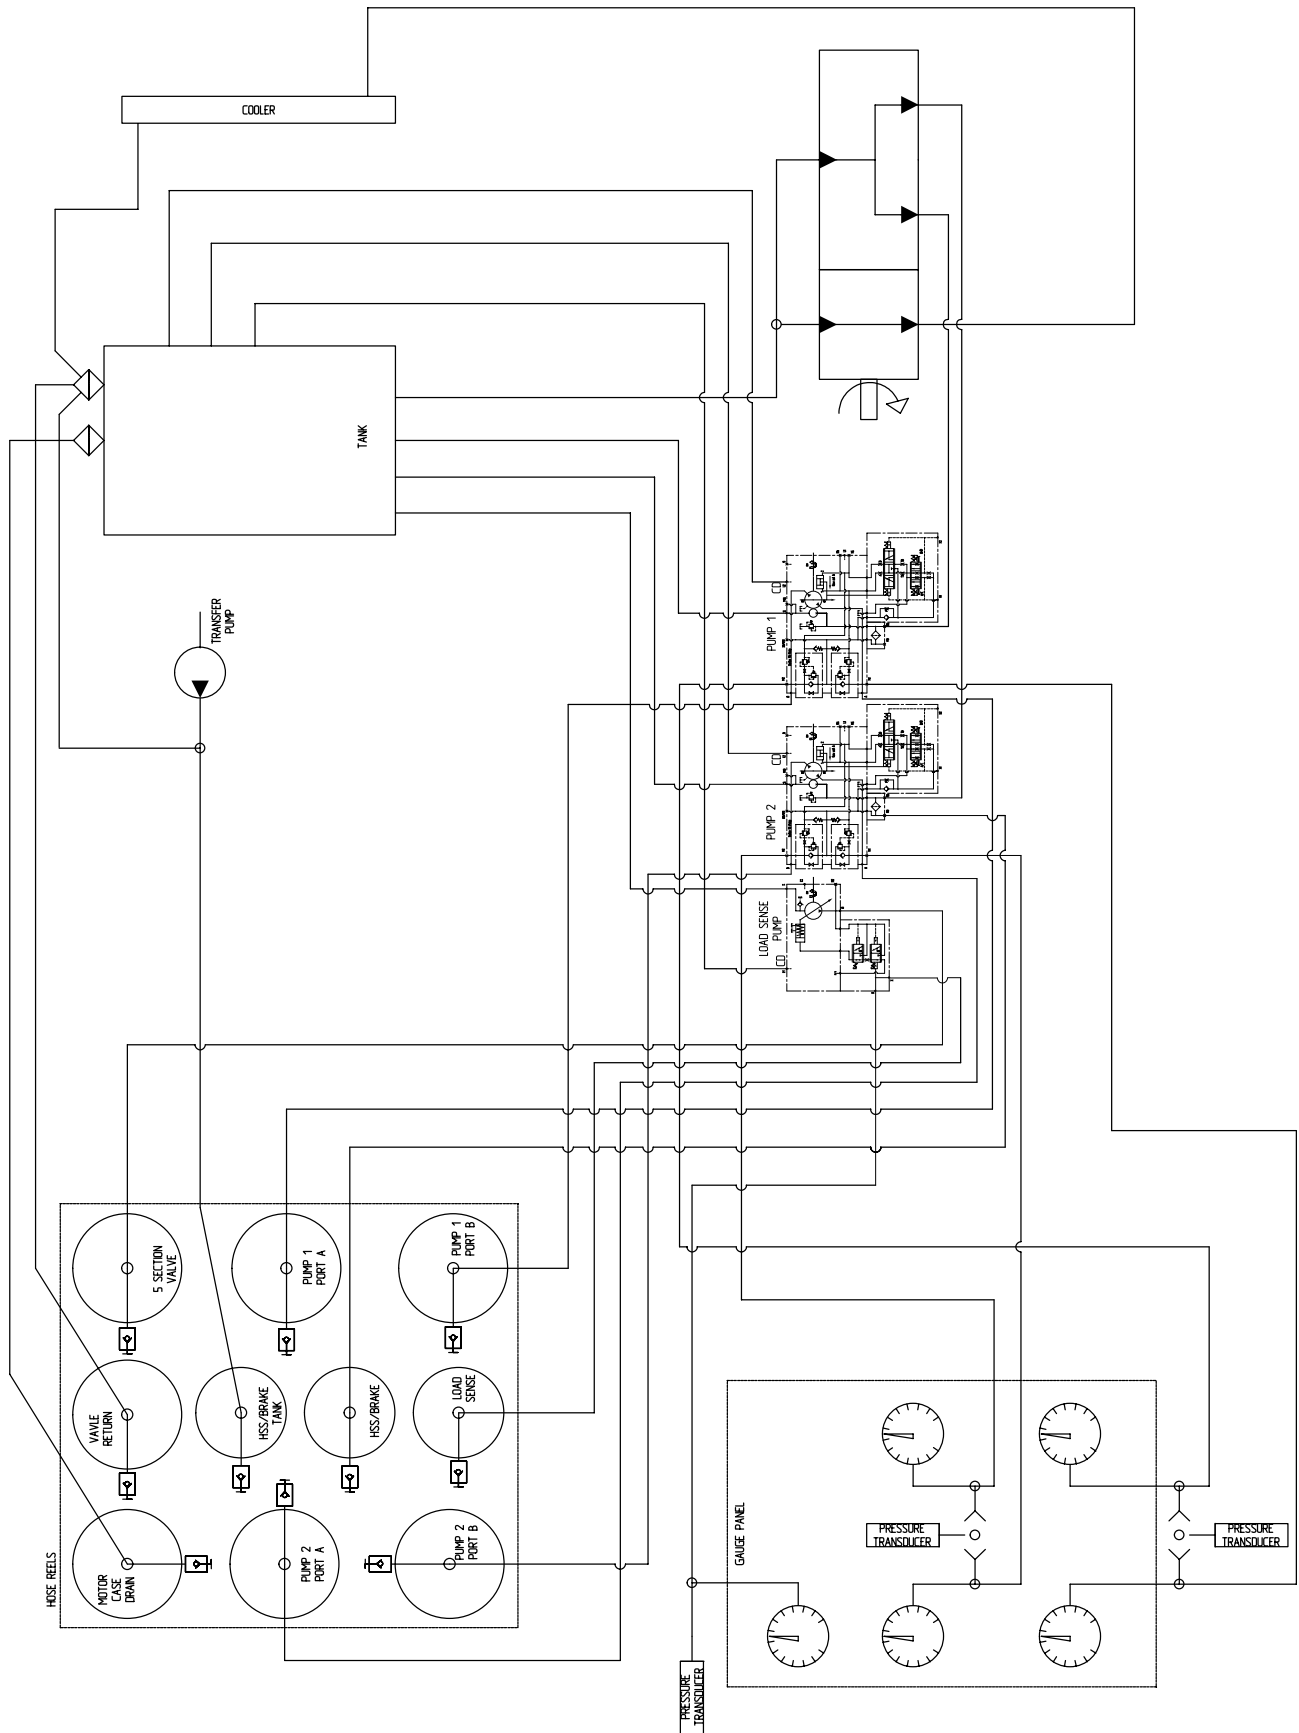 COOLER
TANK
TRANSFER
PUMP
CD
PUMP 1
CD
PUMP 2
LOAD SENSE
PUMP
CD
HOSE REELS
5 SECTION
VALVE
PUMP 1
PORT A
PUMP 1
PORT B
VAVLE
RETURN
HSS/BRAKE
TANK
HSS/BRAKE
LOAD
SENSE
MOTOR
CASE
DRAIN
PUMP 2
PORT A
PUMP 2
PORT B
GAUGE PANEL
PRESSURE
TRANSDUCER
PRESSURE
TRANSDUCER
PRESSURE
TRANSDUCER